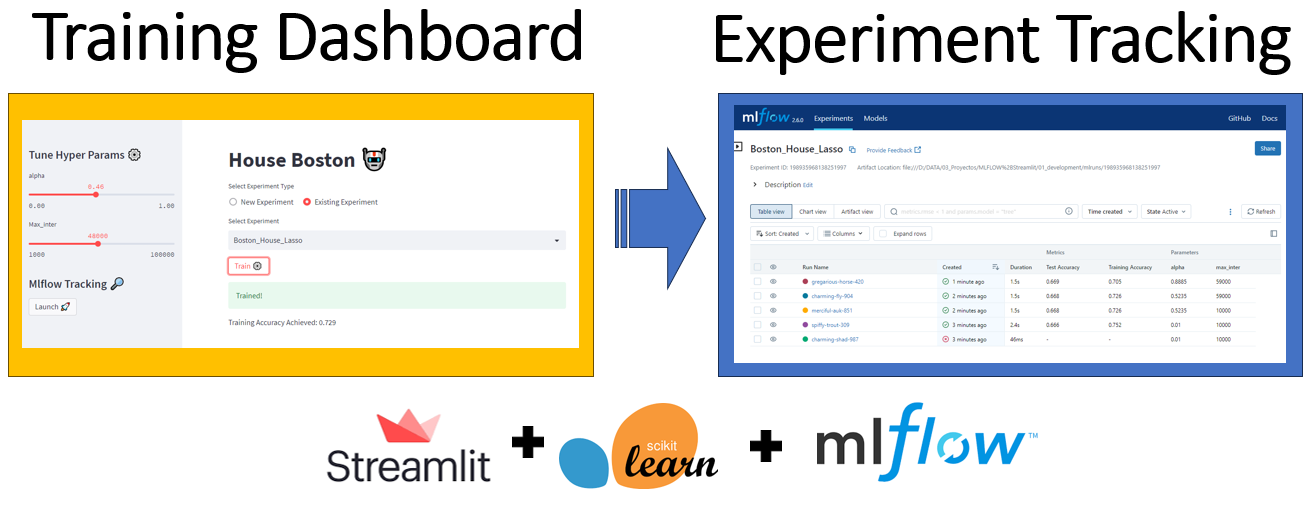 Training Dashboard
Experiment Tracking
Tune Hyper Params
alpha
0.46
0.00 1.00
Max_inter
48000
1000 100000
Mlflow Tracking
Launch
House Boston
Select Experiment Type
New Experiment Existing Experiment
Select Experiment
Boston_House_Lasso
Train
Trained!
Training Accuracy Achieved: 0.729
mlflow 2.6.0 Experiments Models GitHub Docs
Boston_House_Lasso Provide Feedback Share
Experiment ID: 198935968138251997 Artifact Location: file:///D:/DATA/03_Proyectos/MLFLOW%2BStreamlit/01_development/mlruns/198935968138251997
Description Edit
Table view Chart view Artifact view metrics.rmse < 1 and params.model = "tree" Time created State Active Refresh
Sort: Created Columns Expand rows
Metrics Parameters
Run Name Created Duration Test Accuracy Training Accuracy alpha max_inter
gregarious-horse-420 1 minute ago 1.5s 0.669 0.705 0.8885 59000
charming-fly-904 2 minutes ago 1.5s 0.668 0.726 0.5235 59000
merciful-auk-851 2 minutes ago 1.5s 0.668 0.726 0.5235 10000
spiffy-trout-309 3 minutes ago 2.4s 0.666 0.752 0.01 10000
charming-shad-987 3 minutes ago 46ms - - 0.01 1000
Streamlit + scikit learn + mlflow™